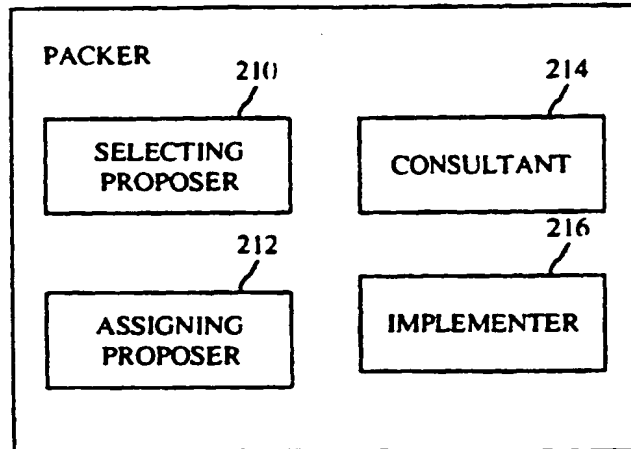 PACKER
210
SELECTING
PROPOSER
214
CONSULTANT
212
ASSIGNING
PROPOSER
216
IMPLEMENTER